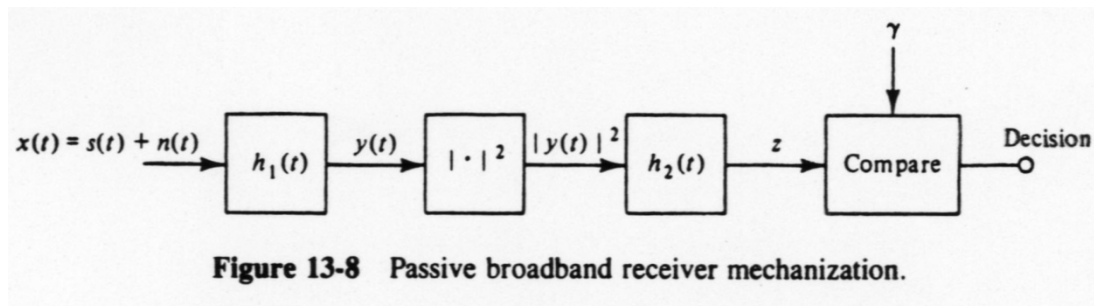 γ
x(t) = s(t) + n(t)
h₁(t)
y(t)
| · |²
| y(t) |²
h₂(t)
z
Compare
Decision
Figure 13-8 Passive broadband receiver mechanization.